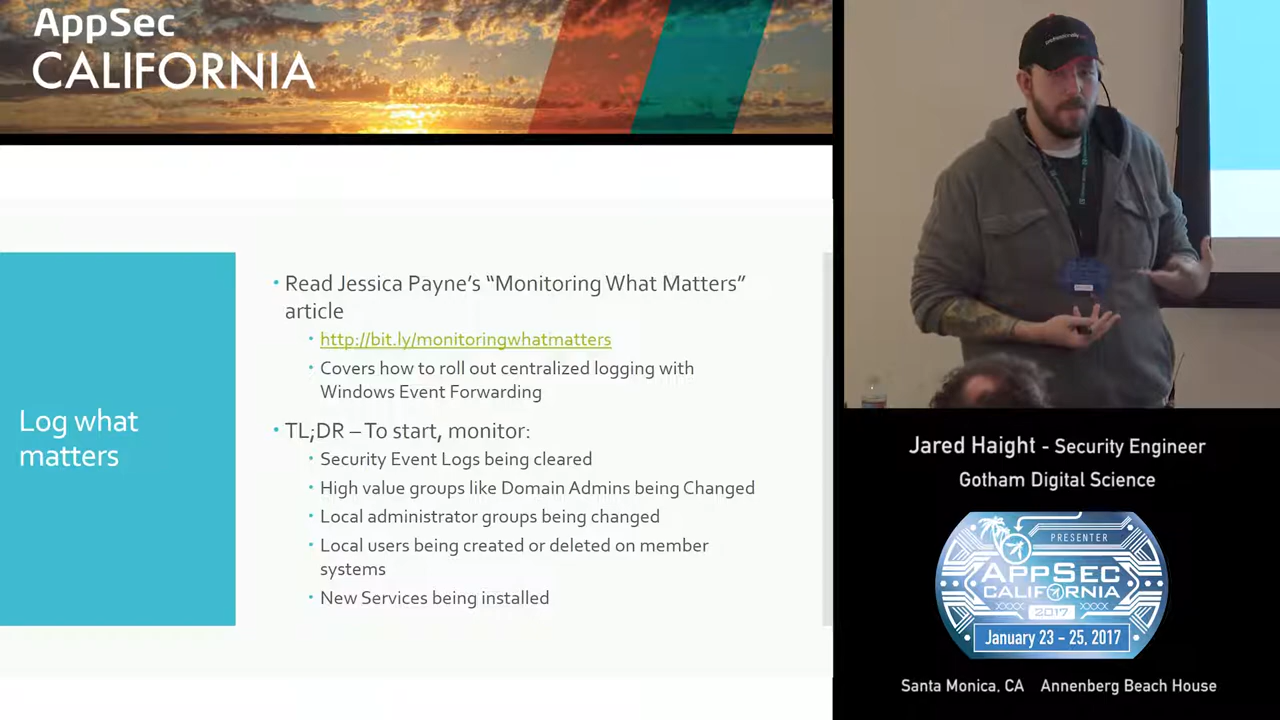 AppSec
CALIFORNIA
Log what
matters
• Read Jessica Payne's “Monitoring What Matters”
article
• http://bit.ly/monitoringwhatmatters
• Covers how to roll out centralized logging with
Windows Event Forwarding
• TL;DR – To start, monitor:
• Security Event Logs being cleared
• High value groups like Domain Admins being Changed
• Local administrator groups being changed
• Local users being created or deleted on member
systems
• New Services being installed
Jared Haight - Security Engineer
Gotham Digital Science
PRESENTER
APPSEC
CALIFORNIA
XXXX 2017 XXXX
January 23 - 25, 2017
Santa Monica, CA Annenberg Beach House